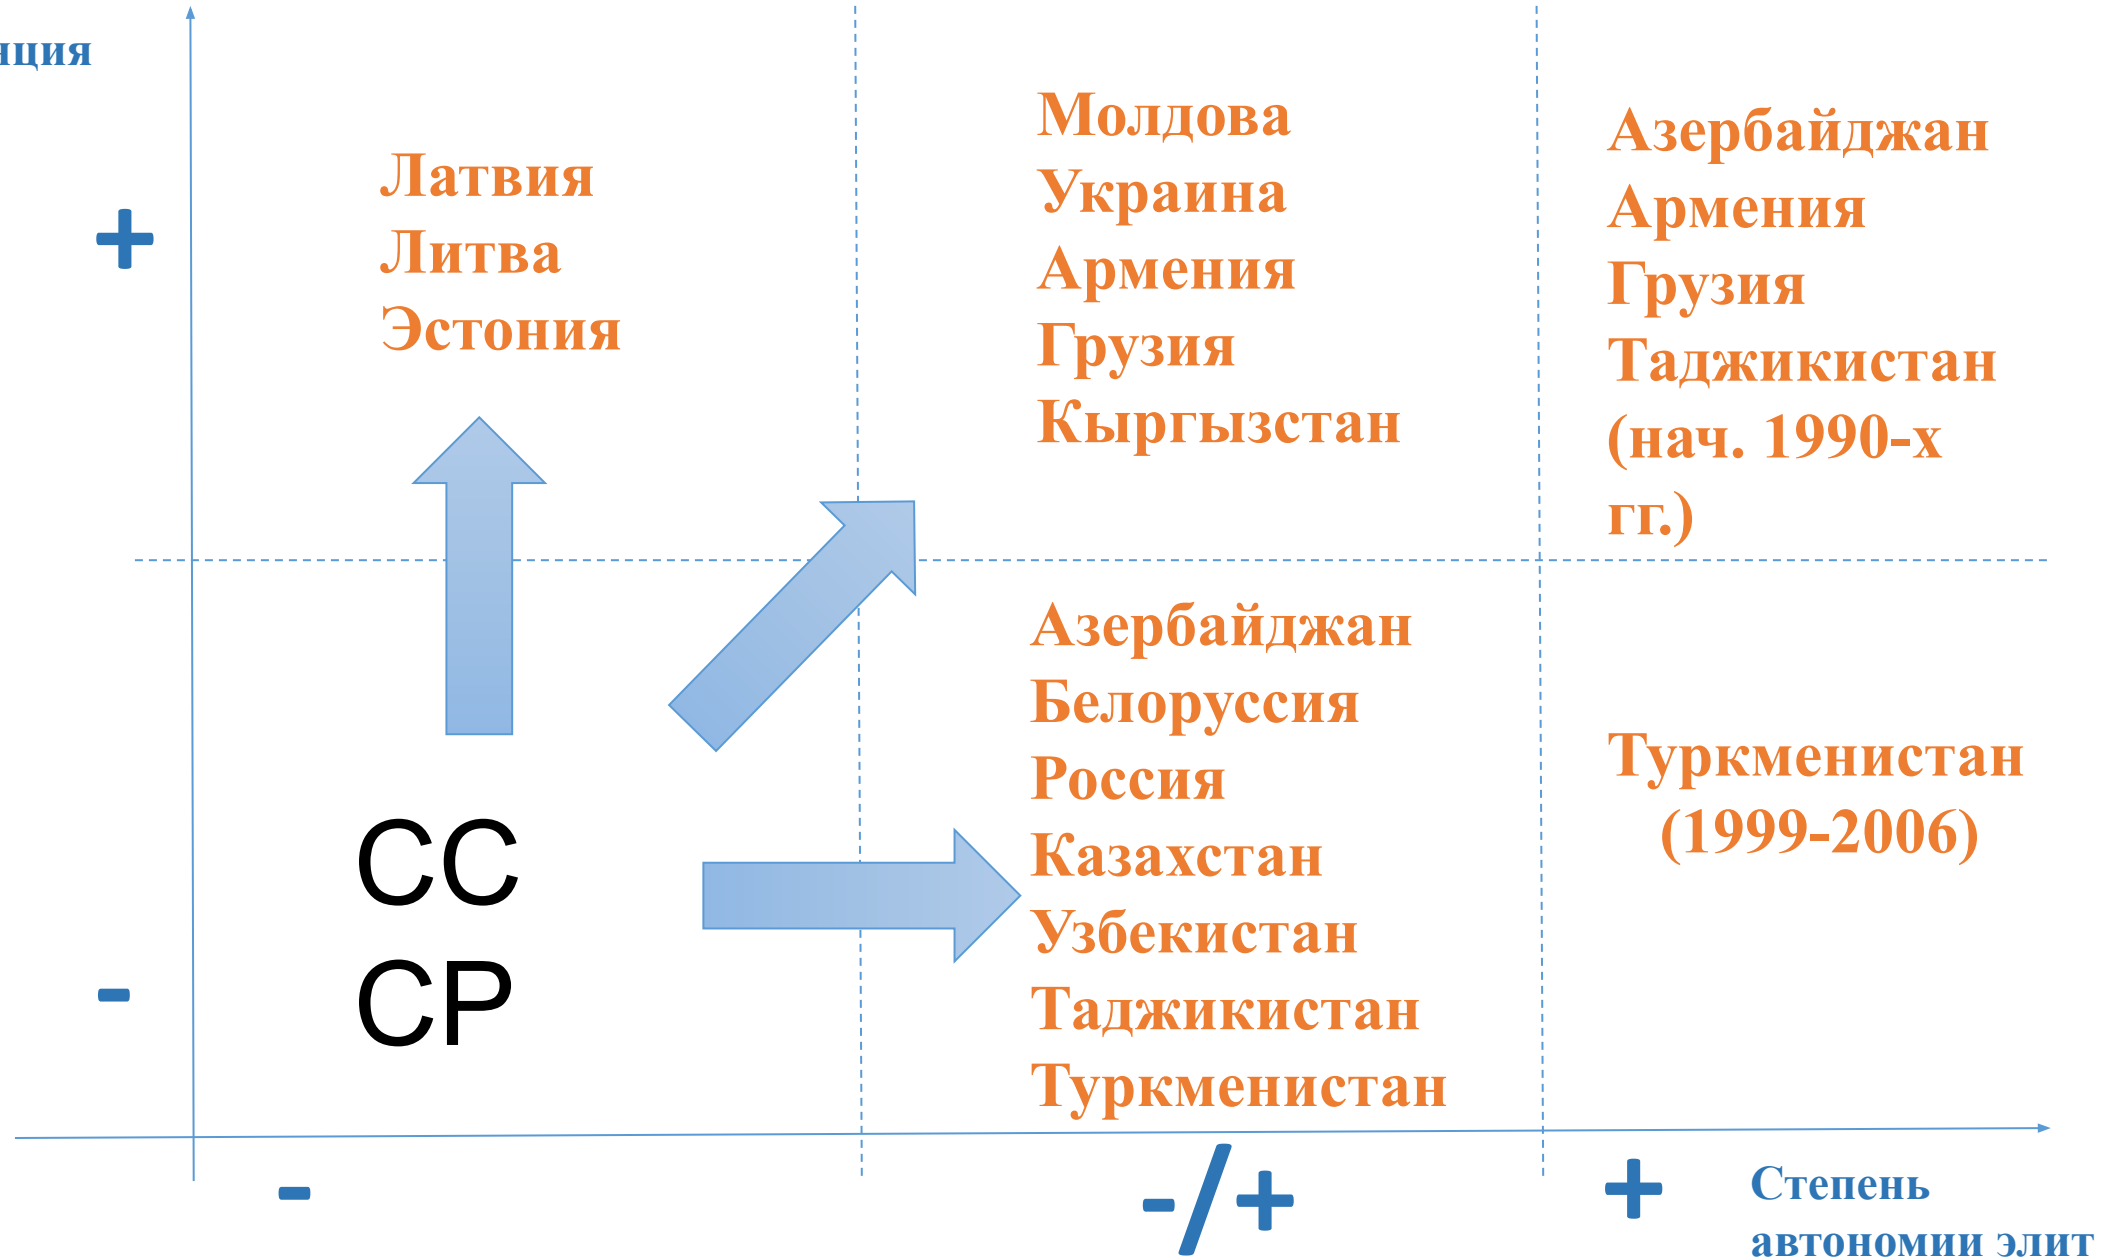 Латвия
Литва
Эстония
Молдова
Украина
Армения
Грузия
Кыргызстан
Азербайджан
Армения
Грузия
Таджикистан
(нач. 1990-х
гг.)
+
СС
СР
Азербайджан
Белоруссия
Россия
Казахстан
Узбекистан
Таджикистан
Туркменистан
Туркменистан
(1999-2006)
-
-
-/+
+
Степень
автономии элит